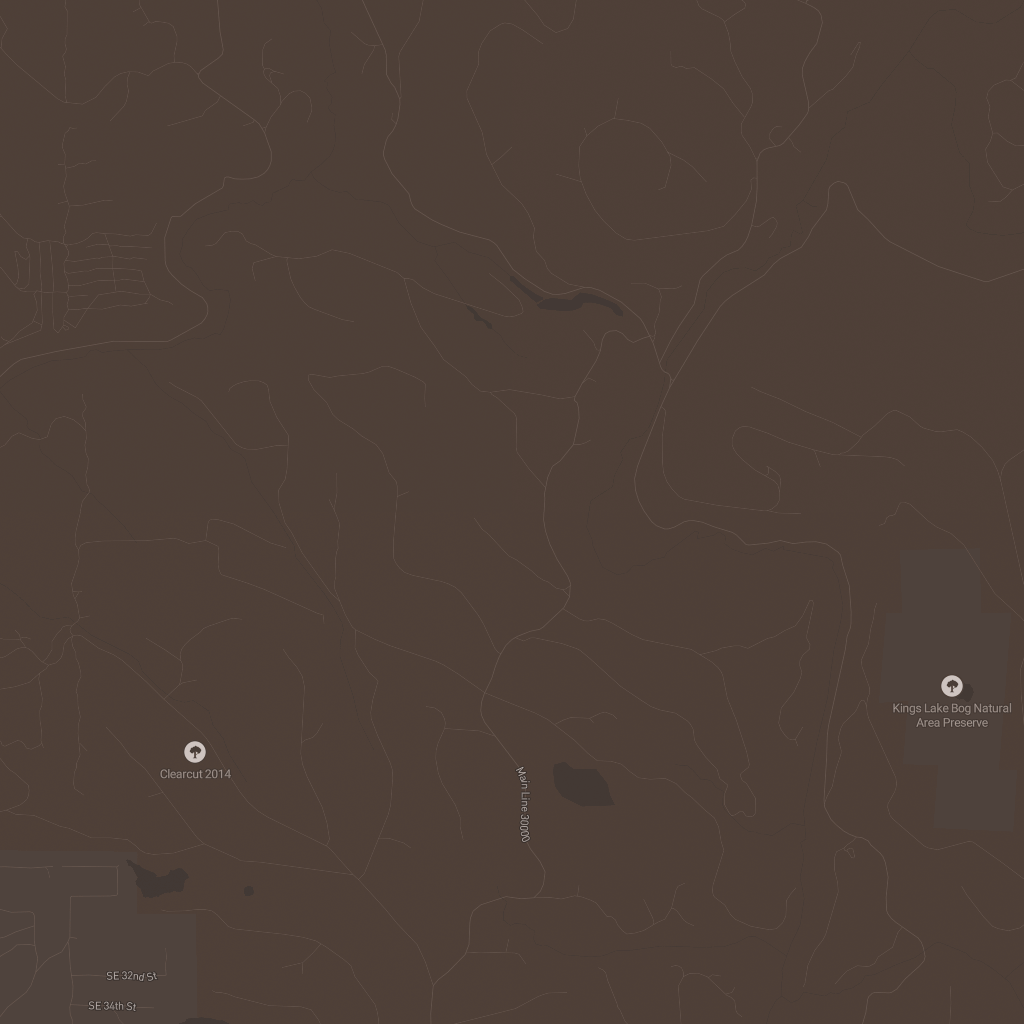 Kings Lake Bog Natural
Area Preserve
Clearcut 2014
Main Line 30000
SE 32nd St
SE 34th St